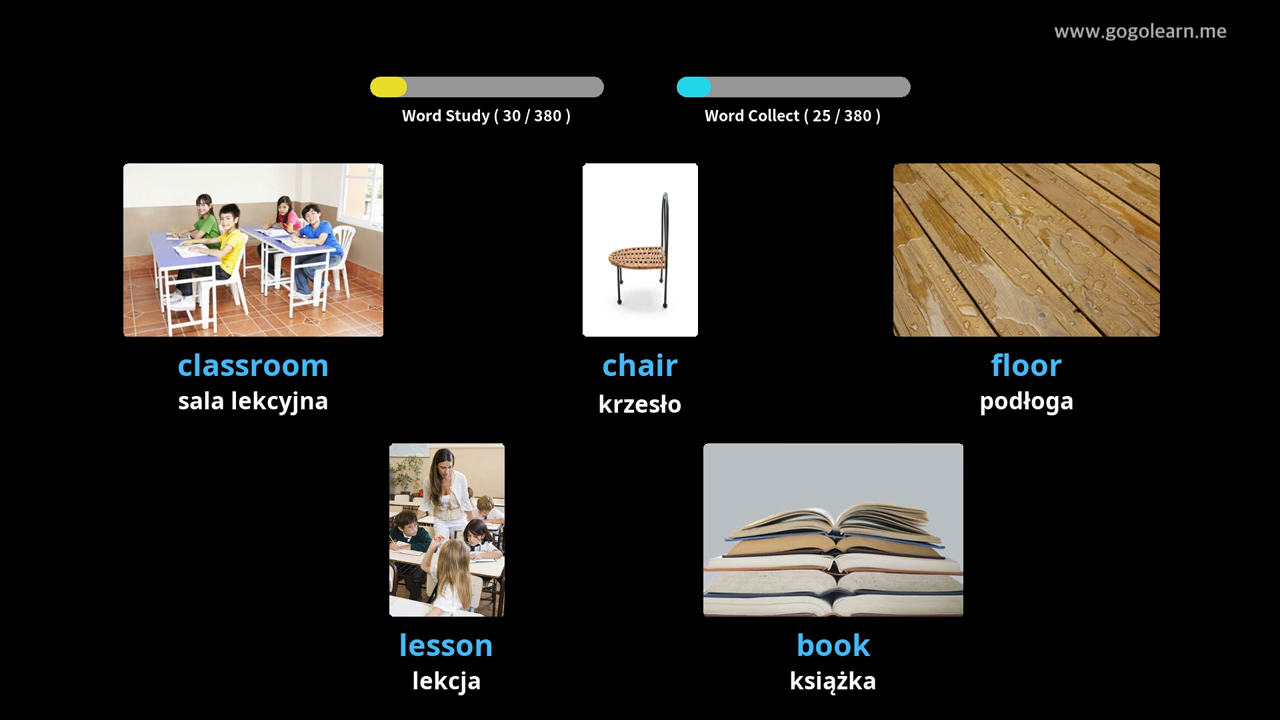 www.gogolearn.me
Word Study ( 30 / 380 )
Word Collect ( 25 / 380 )
classroom
sala lekcyjna
chair
krzesło
floor
podłoga
lesson
lekcja
book
książka